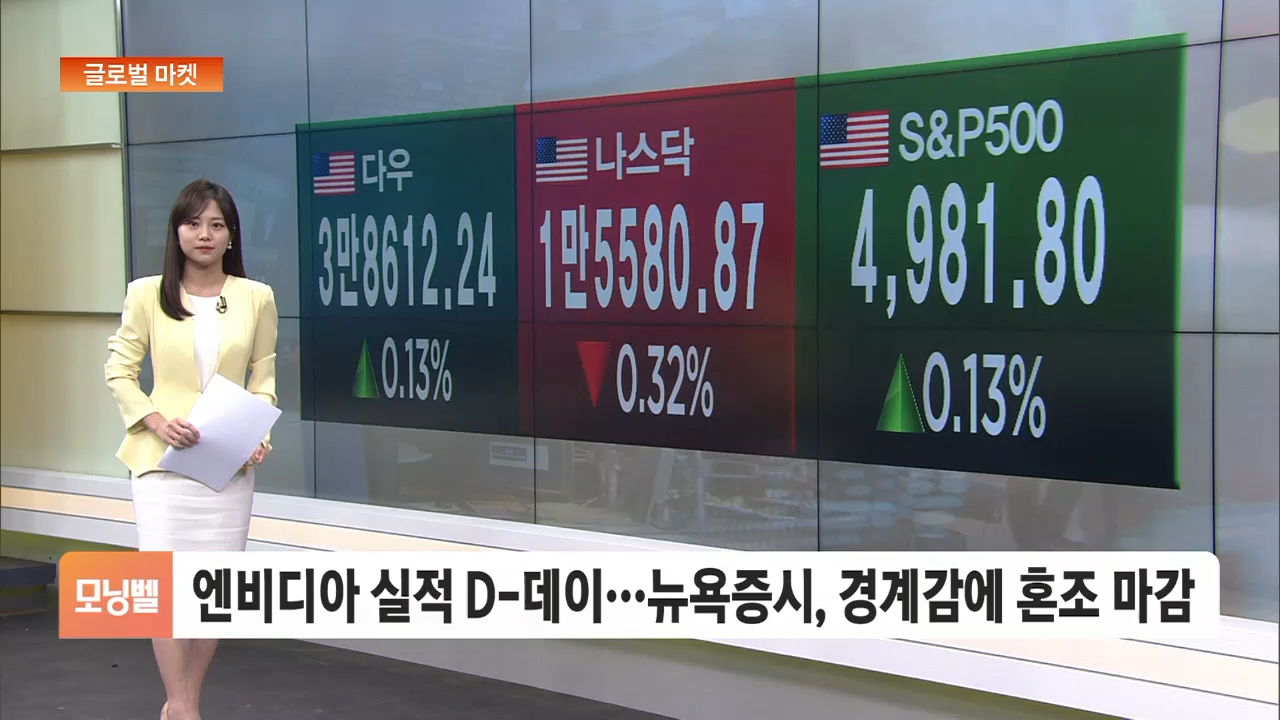 글로벌 마켓
다우
3만8612.24
0.13%
나스닥
1만5580.87
0.32%
S&P500
4,981.80
0.13%
모닝벨
엔비디아 실적 D-데이…뉴욕증시, 경계감에 혼조 마감